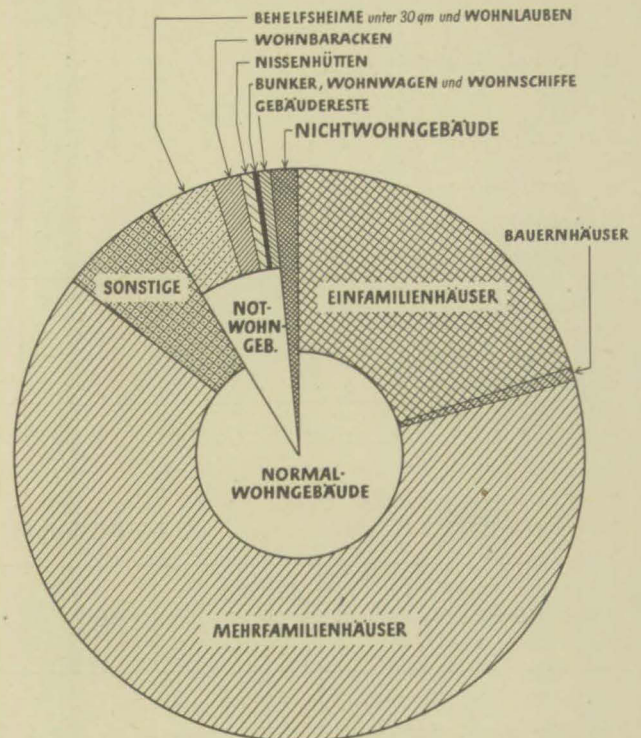 BEHELFSHEIME unter 30 qm und WOHNLAUBEN
WOHNBARACKEN
NISSENHÜTTEN
BUNKER, WOHNWAGEN und WOHNSCHIFFE
GEBÄUDERESTE
NICHTWOHNGEBÄUDE
BAUERNHÄUSER
SONSTIGE
EINFAMILIENHÄUSER
NOT-
WOHN-
GEB.
NORMAL-
WOHNGEBÄUDE
MEHRFAMILIENHÄUSER